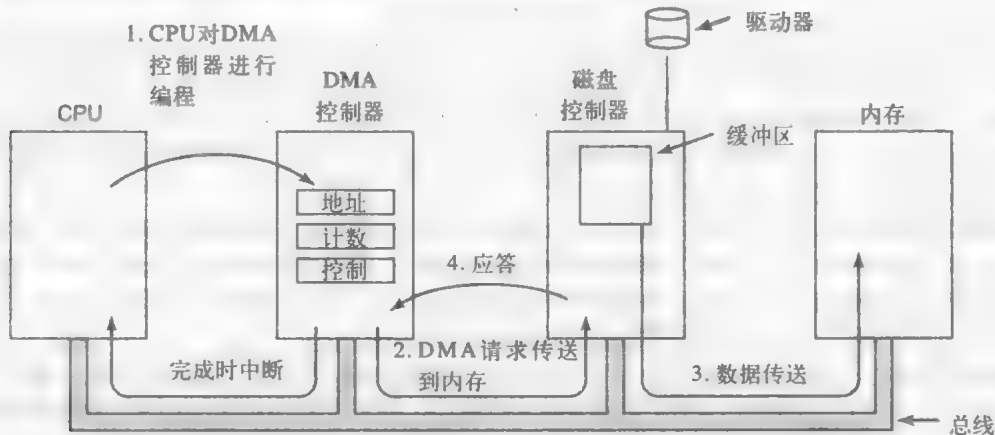 1. CPU对DMA
控制器进行
编程
CPU
DMA
控制器
磁盘
控制器
驱动器
内存
缓冲区
地址
计数
控制
4. 应答
完成时中断
2. DMA请求传送
到内存
3. 数据传送
总线